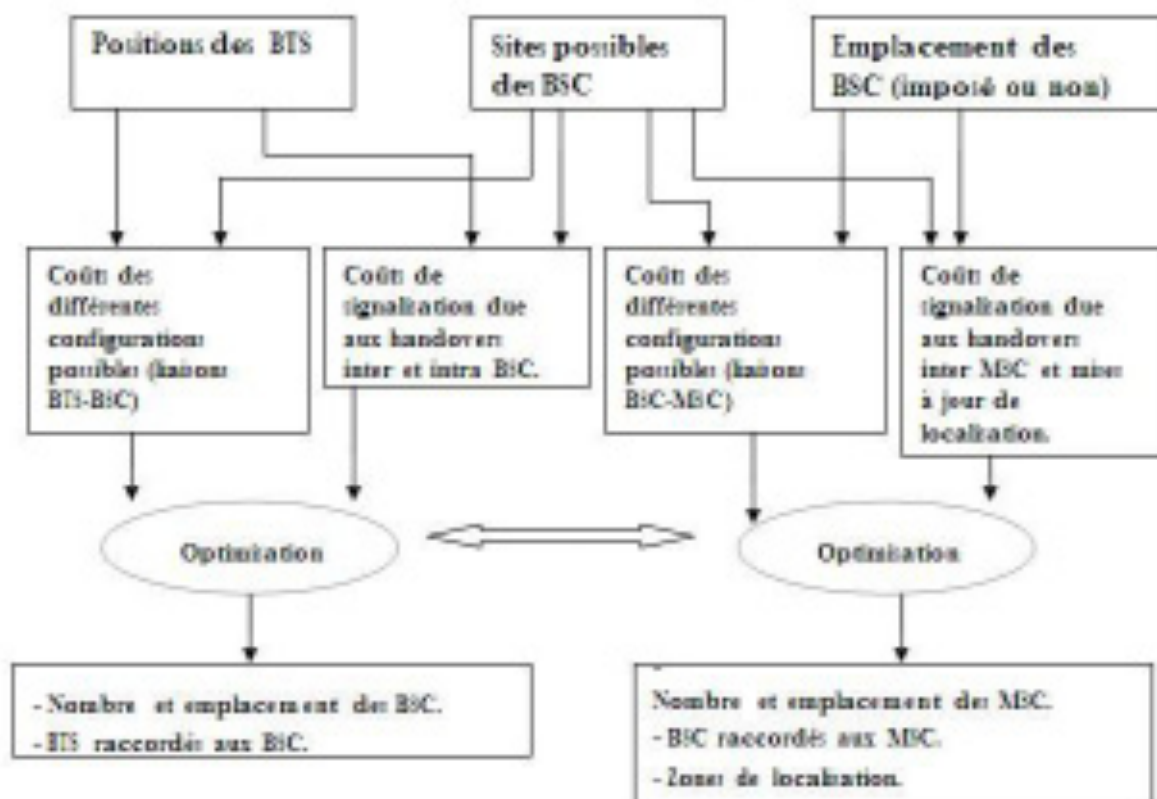 Positions des BTS
Sites possibles
des BSC
Emplacement des
BSC (imposé ou non)
Coûts des
différentes
configurations
possibles (liaisons
BTS-BSC)
Coûts de
signalisation due
aux handovers
inter et intra BSC.
Coûts des
différentes
configurations
possibles (liaisons
BSC-MSC)
Coûts de
signalisation due
aux handovers
inter MSC et mises
à jour de
localisation.
Optimisation
Optimisation
- Nombre et emplacement des BSC.
- BTS raccordés aux BSC.
-
Nombre et emplacement des MSC.
- BSC raccordés aux MSC.
- Zones de localisation.